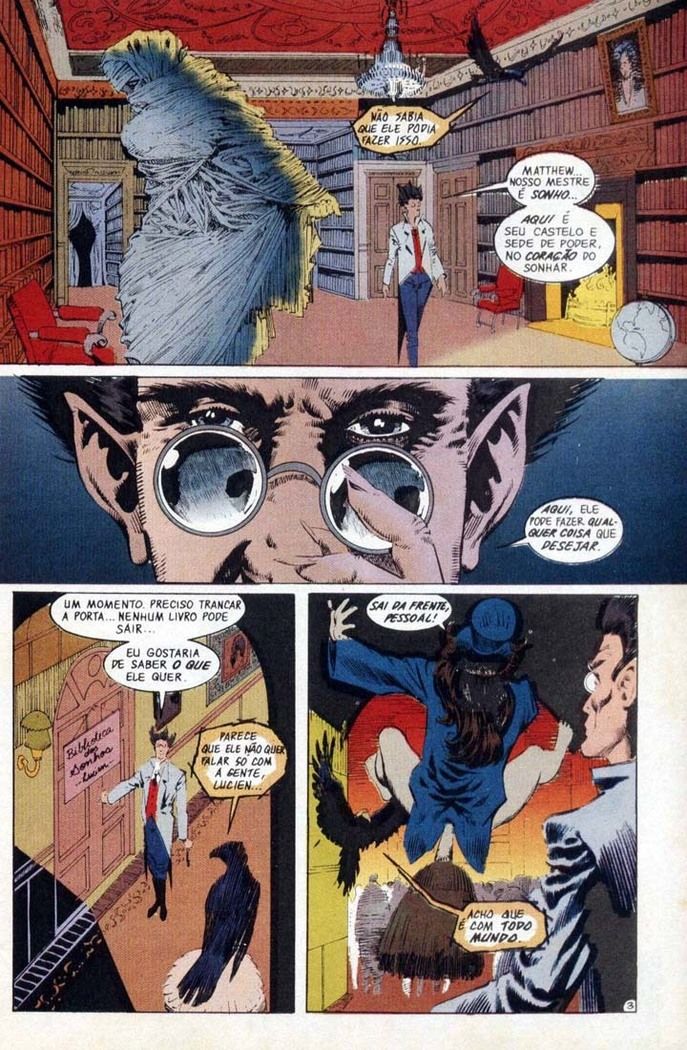 NÃO SABIA
QUE ELE PODIA
FAZER ISSO.
MATTHEW...
NOSSO MESTRE
É SONHO...
AQUI É
SEU CASTELO E
SEDE DE PODER,
NO CORAÇÃO DO
SONHAR.
AQUI, ELE
PODE FAZER QUAL-
QUER COISA QUE
DESEJAR.
UM MOMENTO. PRECISO TRANCAR
A PORTA... NENHUM LIVRO PODE
SAIR...
EU GOSTARIA
DE SABER O QUE
ELE QUER.
Biblioteca
dos
Sonhos
...Lucien
PARECE
QUE ELE NÃO QUER
FALAR SÓ COM
A GENTE,
LUCIEN...
SAI DA FRENTE,
PESSOAL!
ACHO QUE
É COM TODO
MUNDO.
3